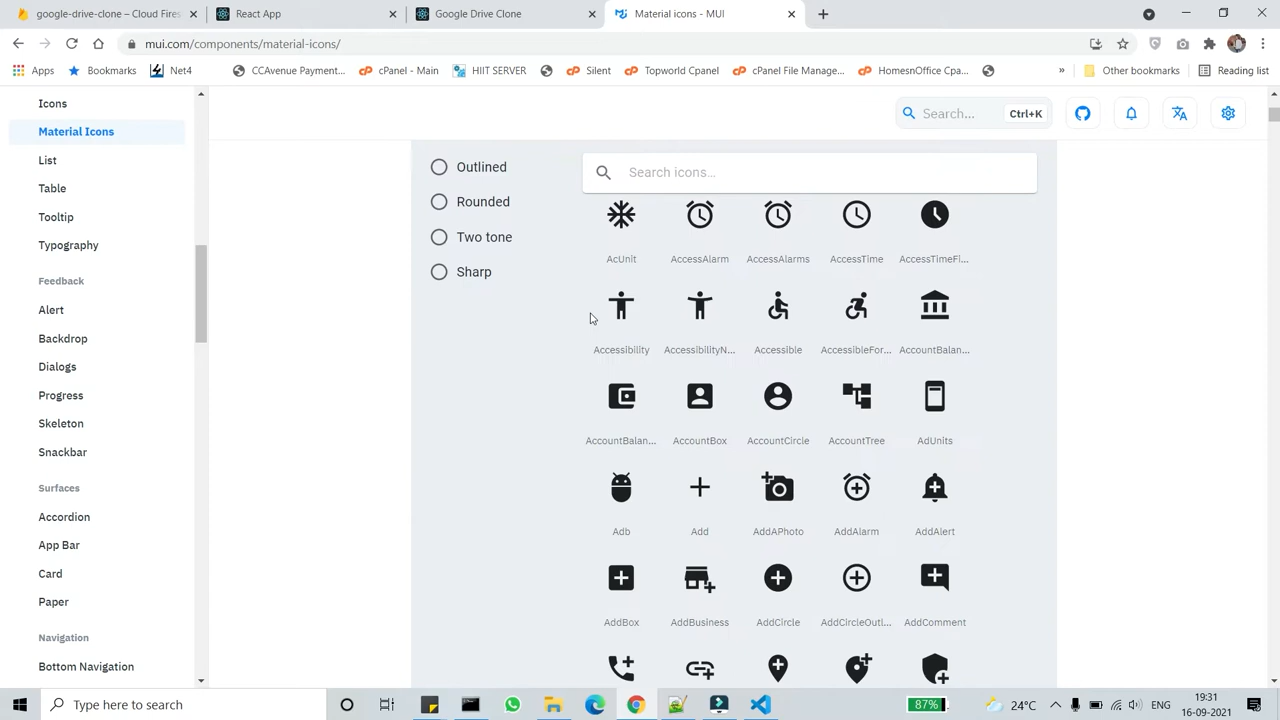 google-drive-clone – Cloud Fires
React App
Google Drive Clone
Material icons - MUI
mui.com/components/material-icons/
Apps
Bookmarks
Net4
CCAvenue Payment...
cPanel - Main
HIIT SERVER
Silent
Topworld Cpanel
cPanel File Manage...
HomesnOffice Cpa...
»
Other bookmarks
Reading list
Icons
Material Icons
List
Table
Tooltip
Typography
Feedback
Alert
Backdrop
Dialogs
Progress
Skeleton
Snackbar
Surfaces
Accordion
App Bar
Card
Paper
Navigation
Bottom Navigation
Search...
Ctrl+K
Outlined
Rounded
Two tone
Sharp
Search icons...
AcUnit
AccessAlarm
AccessAlarms
AccessTime
AccessTimeFi...
Accessibility
AccessibilityN...
Accessible
AccessibleFor...
AccountBalan...
AccountBalan...
AccountBox
AccountCircle
AccountTree
AdUnits
Adb
Add
AddAPhoto
AddAlarm
AddAlert
AddBox
AddBusiness
AddCircle
AddCircleOutl...
AddComment
Type here to search
87%
24°C
ENG
19:31
16-09-2021